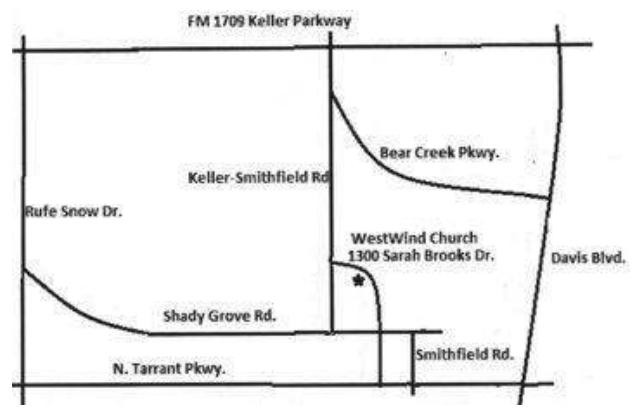 FM 1709 Keller Parkway
Bear Creek Pkwy.
Keller-Smithfield Rd
Rufe Snow Dr.
WestWind Church
1300 Sarah Brooks Dr.
Davis Blvd.
Shady Grove Rd.
Smithfield Rd.
N. Tarrant Pkwy.